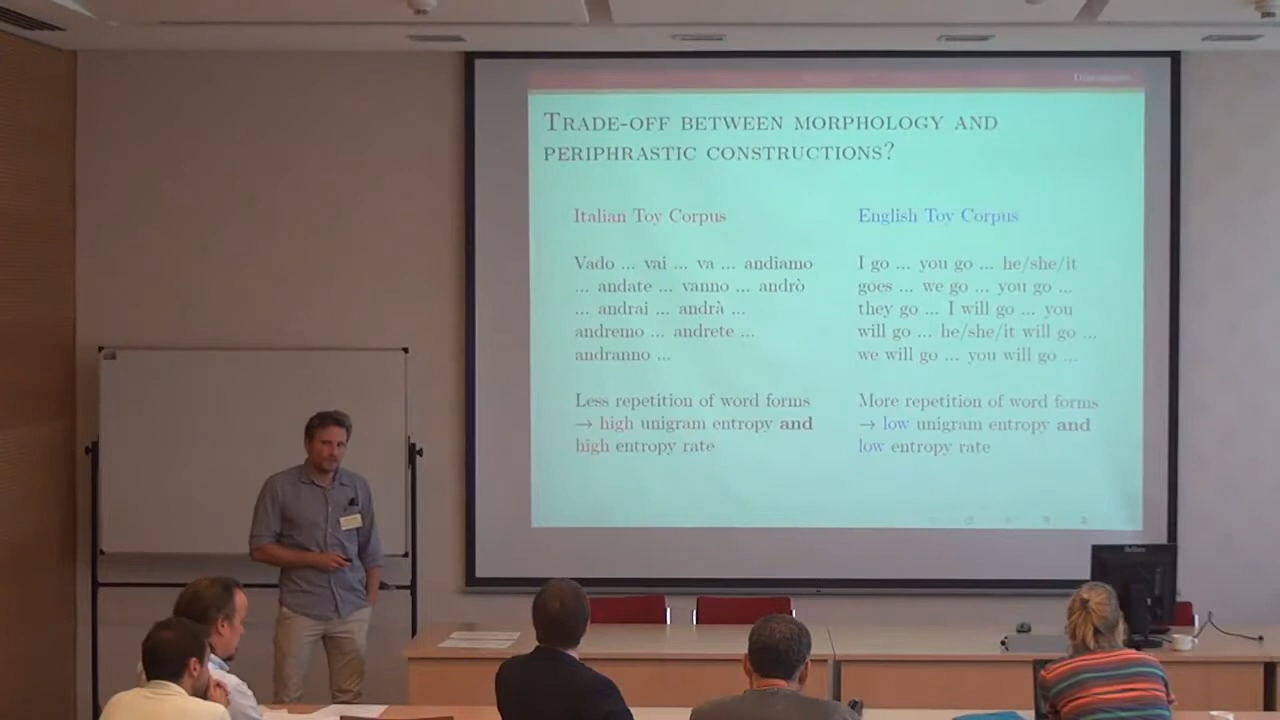 Discussion
TRADE-OFF BETWEEN MORPHOLOGY AND
PERIPHRASTIC CONSTRUCTIONS?
Italian Toy Corpus
Vado ... vai ... va ... andiamo
... andate ... vanno ... andrò
... andrai ... andrà ...
andremo ... andrete ...
andranno ...
Less repetition of word forms
→ high unigram entropy and
high entropy rate
English Toy Corpus
I go ... you go ... he/she/it
goes ... we go ... you go ...
they go ... I will go ... you
will go ... he/she/it will go ...
we will go ... you will go ...
More repetition of word forms
→ low unigram entropy and
low entropy rate